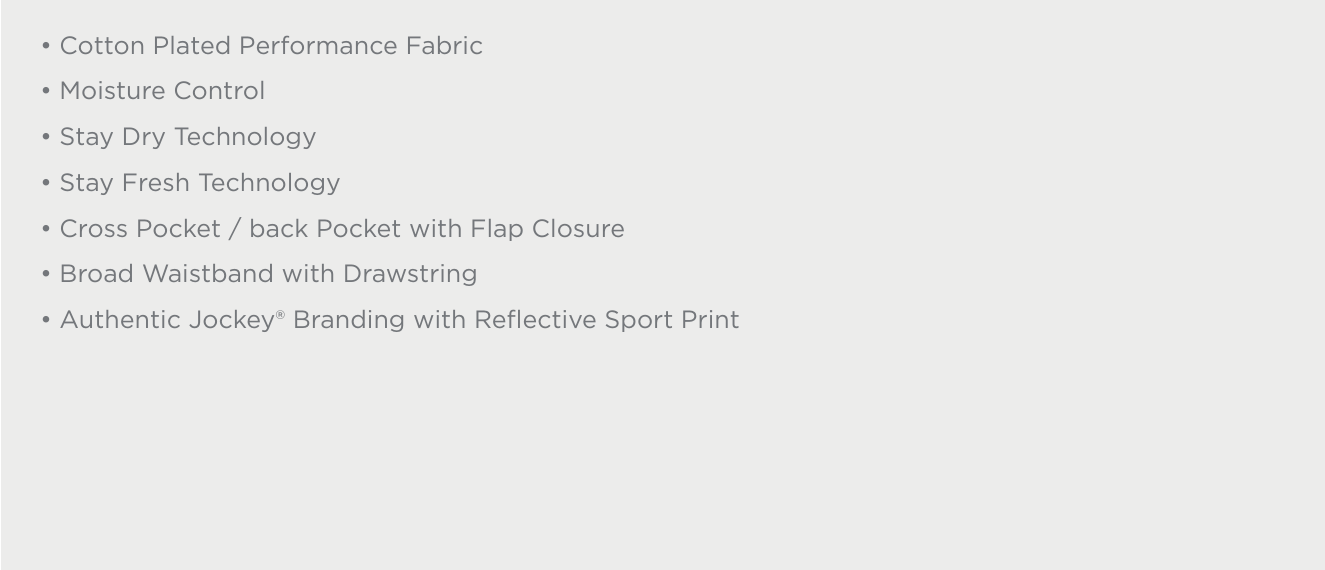 • Cotton Plated Performance Fabric
• Moisture Control
• Stay Dry Technology
• Stay Fresh Technology
• Cross Pocket / back Pocket with Flap Closure
• Broad Waistband with Drawstring
• Authentic Jockey® Branding with Reflective Sport Print